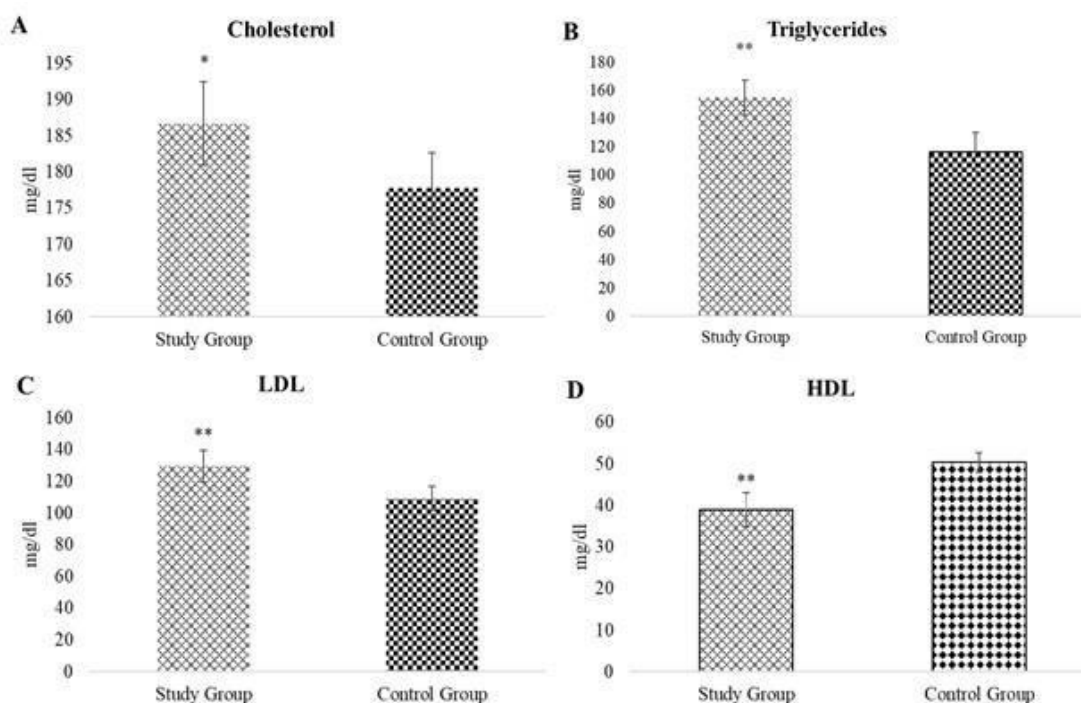 A
Cholesterol
*
195
190
185
180
175
170
165
160
mg/dl
Study Group
Control Group
B
Triglycerides
**
180
160
140
120
100
80
60
40
20
0
mg/dl
Study Group
Control Group
C
LDL
**
160
140
120
100
80
60
40
20
0
mg/dl
Study Group
Control Group
D
HDL
**
60
50
40
30
20
10
0
mg/dl
Study Group
Control Group